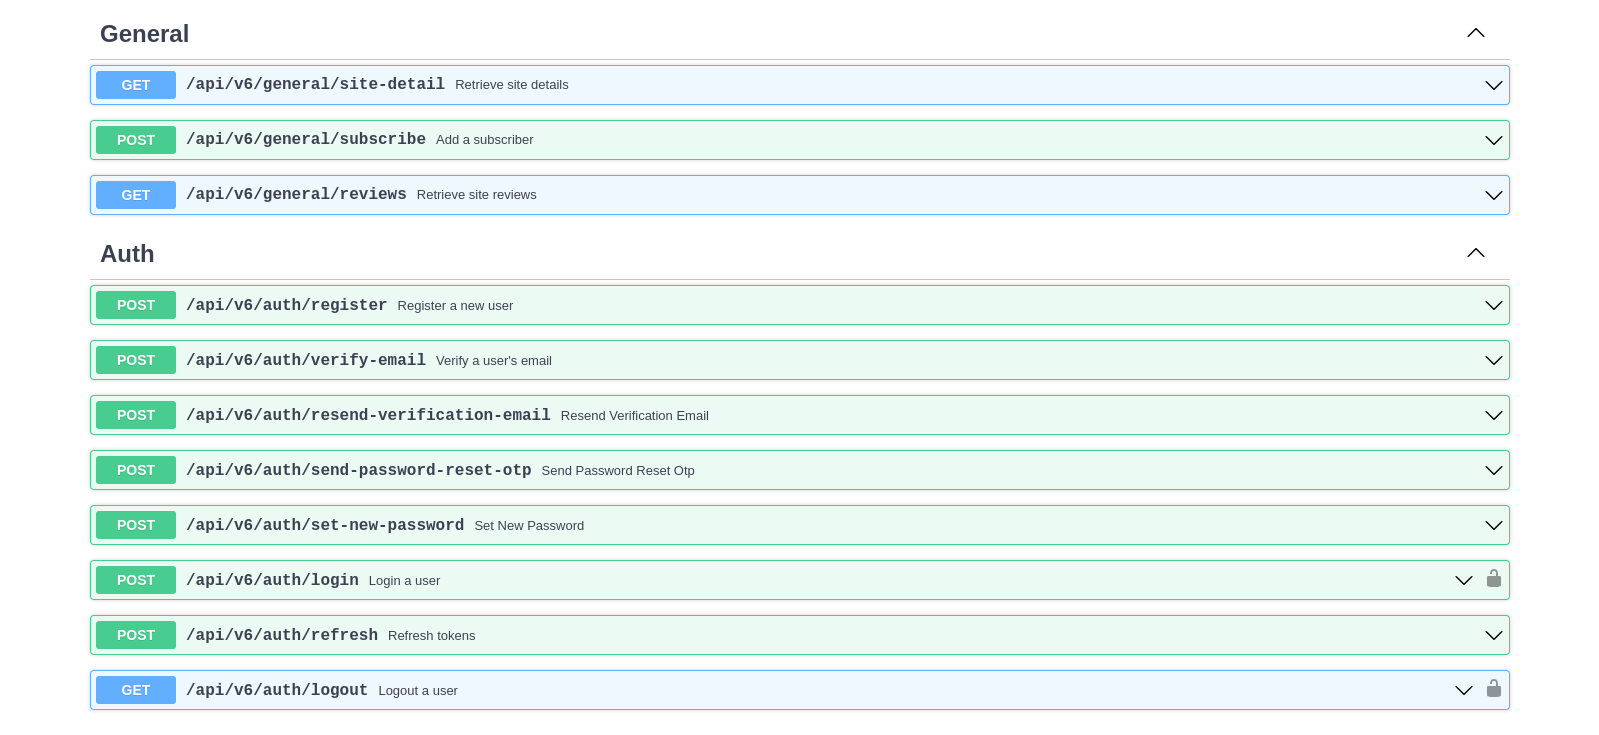 General
GET /api/v6/general/site-detail Retrieve site details
POST /api/v6/general/subscribe Add a subscriber
GET /api/v6/general/reviews Retrieve site reviews
Auth
POST /api/v6/auth/register Register a new user
POST /api/v6/auth/verify-email Verify a user's email
POST /api/v6/auth/resend-verification-email Resend Verification Email
POST /api/v6/auth/send-password-reset-otp Send Password Reset Otp
POST /api/v6/auth/set-new-password Set New Password
POST /api/v6/auth/login Login a user
POST /api/v6/auth/refresh Refresh tokens
GET /api/v6/auth/logout Logout a user